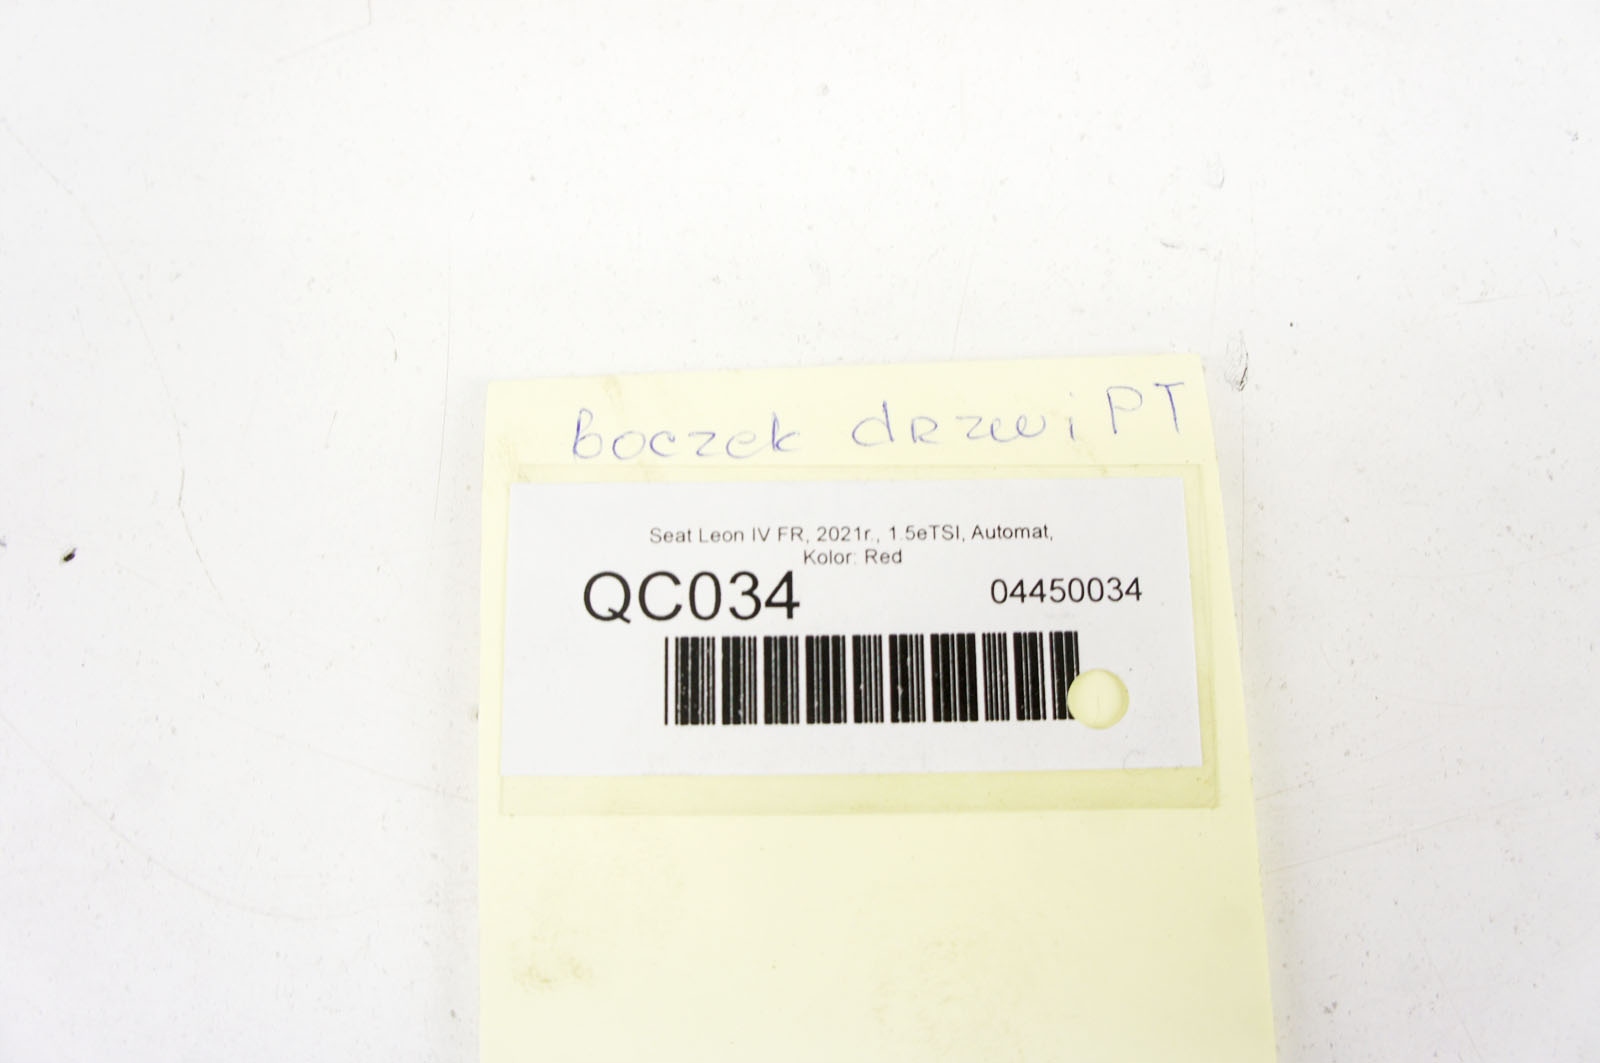 boczek drzwi PT
Seat Leon IV FR, 2021r., 1.5eTSI, Automat,
Kolor: Red
QC034 04450034